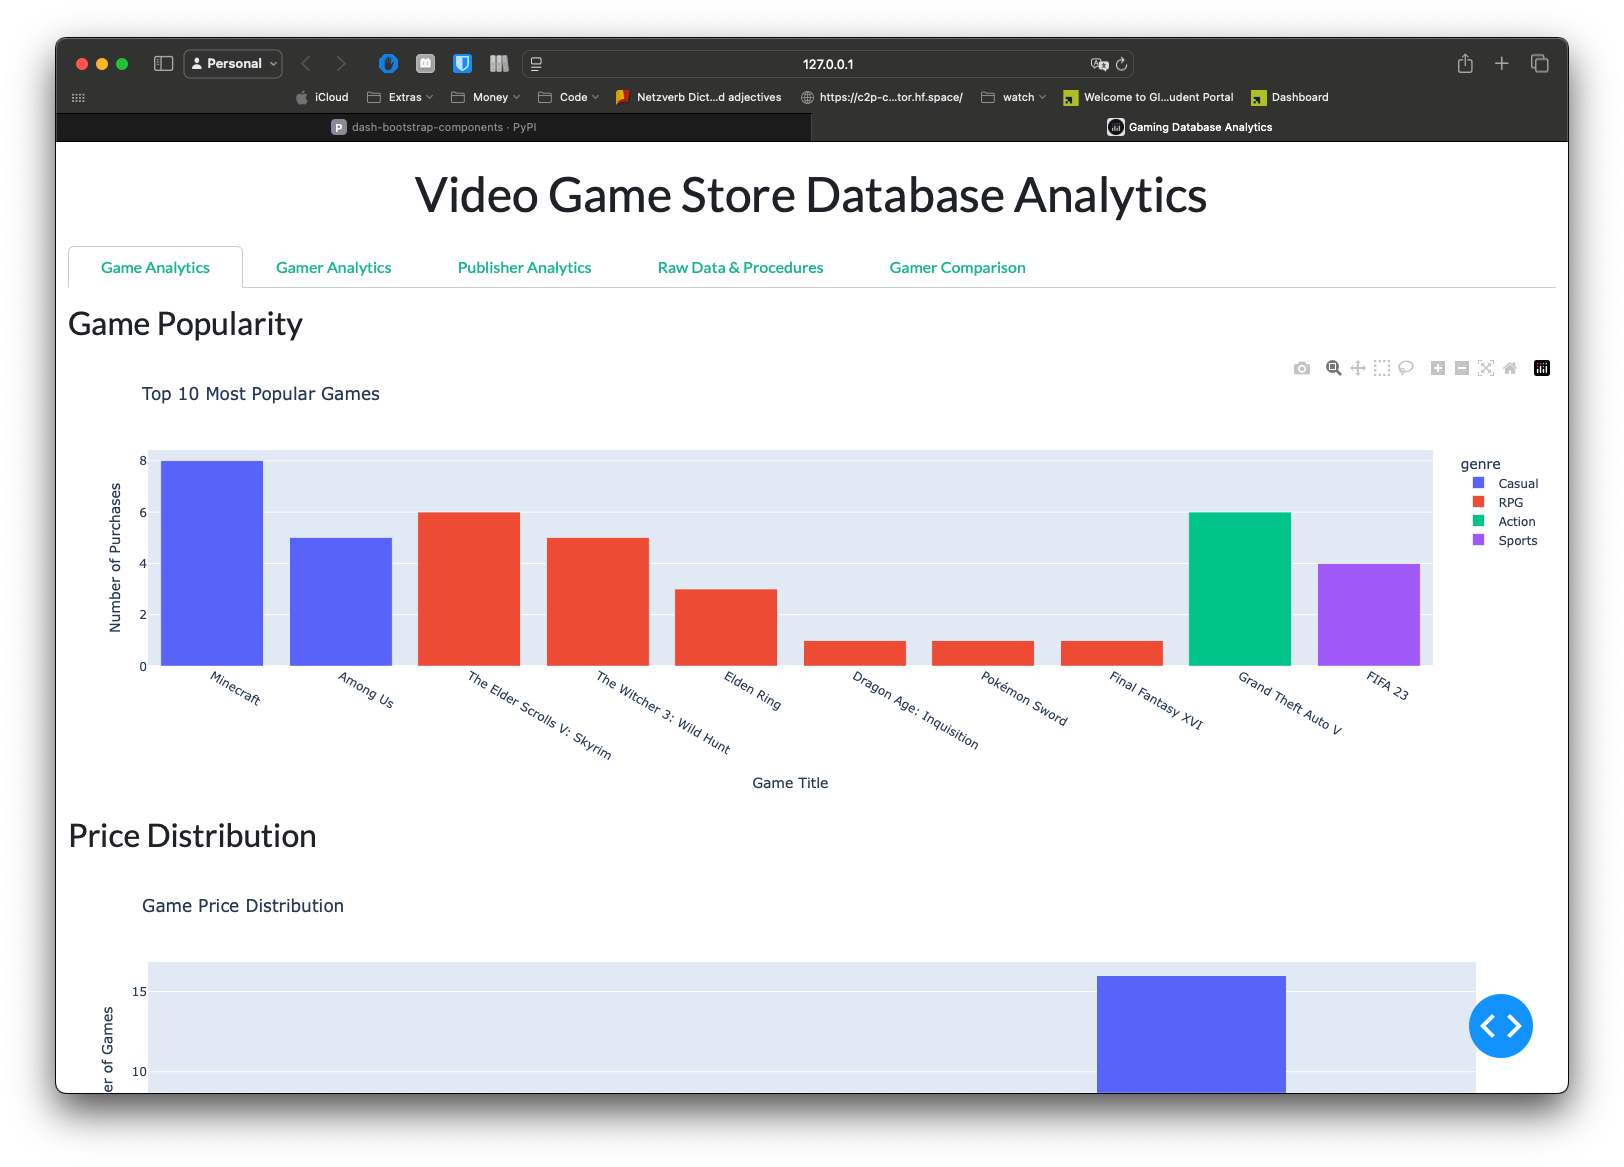 Personal
127.0.0.1
iCloud
Extras
Money
Code
Netzverb Dict...d adjectives
https://c2p-c...tor.hf.space/
watch
Welcome to GI...udent Portal
Dashboard
P dash-bootstrap-components · PyPI
Gaming Database Analytics
Video Game Store Database Analytics
Game Analytics
Gamer Analytics
Publisher Analytics
Raw Data & Procedures
Gamer Comparison
Game Popularity
Top 10 Most Popular Games
Number of Purchases
8
6
4
2
0
Minecraft
Among Us
The Elder Scrolls V: Skyrim
The Witcher 3: Wild Hunt
Elden Ring
Dragon Age: Inquisition
Pokémon Sword
Final Fantasy XVI
Grand Theft Auto V
FIFA 23
Game Title
genre
Casual
RPG
Action
Sports
Price Distribution
Game Price Distribution
er of Games
15
10